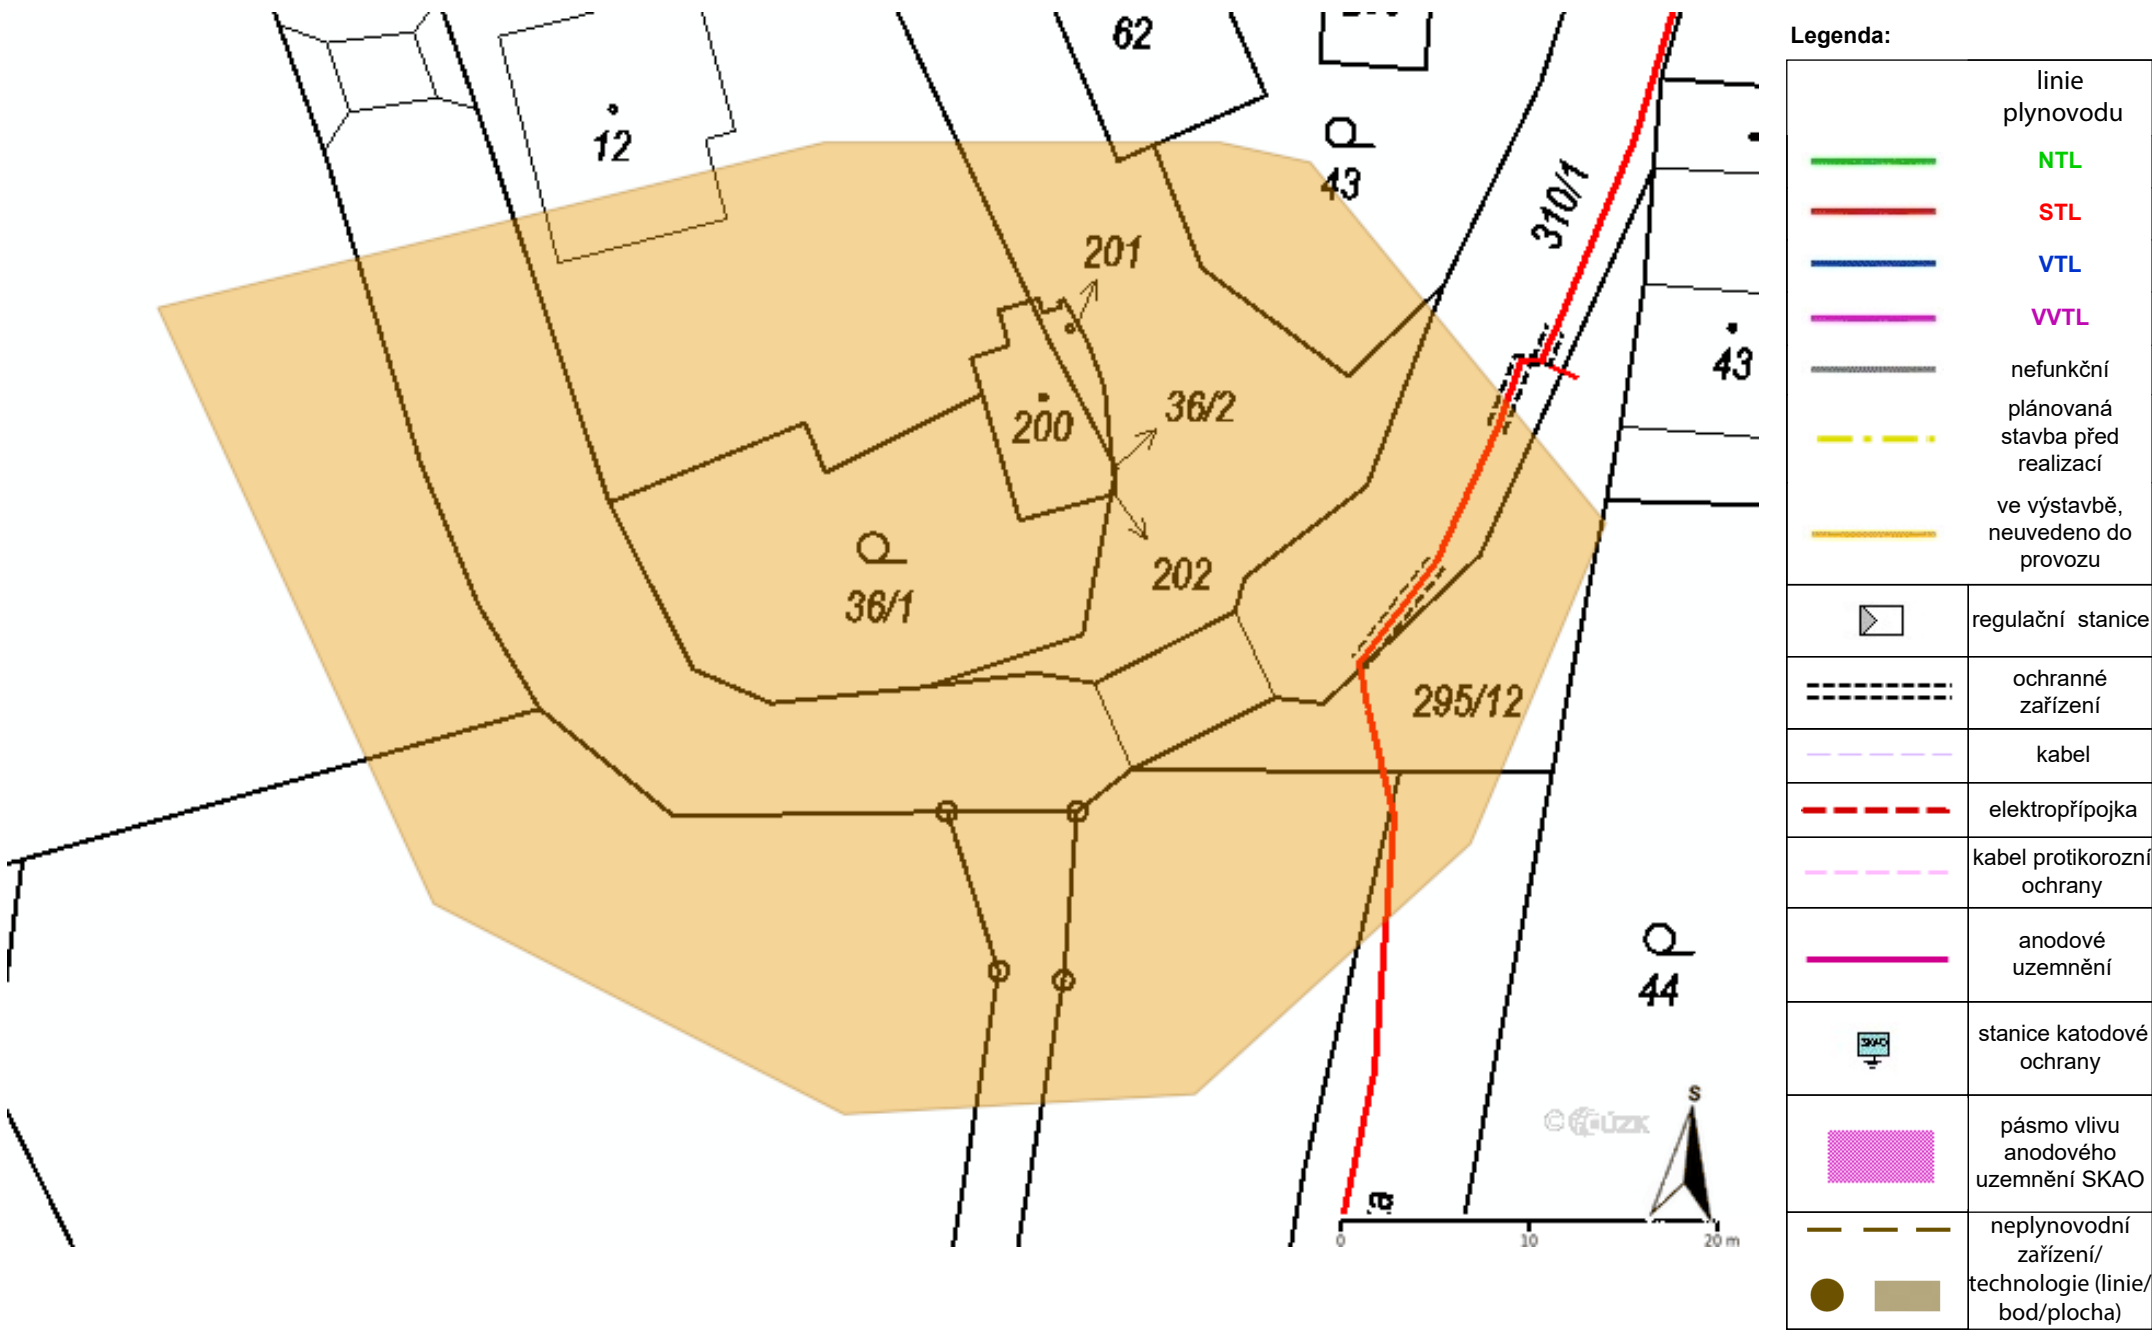 62
12
43
310/1
201
36/2
200
43
202
36/1
295/12
44
S
© ÚZK
0 10 20 m
Legenda:
linie
plynovodu
NTL
STL
VTL
VVTL
nefunkční
plánovaná
stavba před
realizací
ve výstavbě,
neuvedeno do
provozu
regulační stanice
ochranné
zařízení
kabel
elektropřípojka
kabel protikorozní
ochrany
anodové
uzemnění
SKAO
stanice katodové
ochrany
pásmo vlivu
anodového
uzemnění SKAO
neplynovodní
zařízení/
technologie (linie/
bod/plocha)